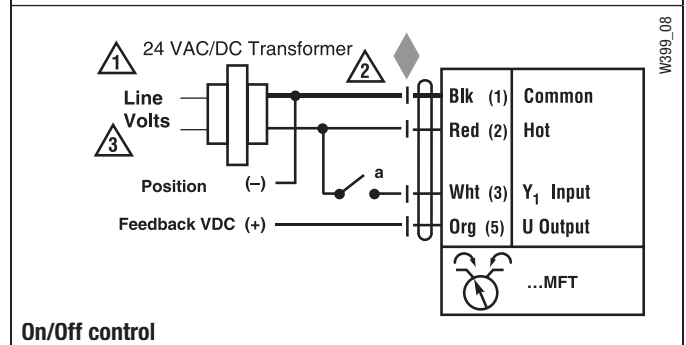 W399_08
1 24 VAC/DC Transformer 2
Line
Volts
3
Blk (1) Common
Red (2) Hot
a
Position (–)
Wht (3) Y₁ Input
Feedback VDC (+)
Org (5) U Output
...MFT
On/Off control